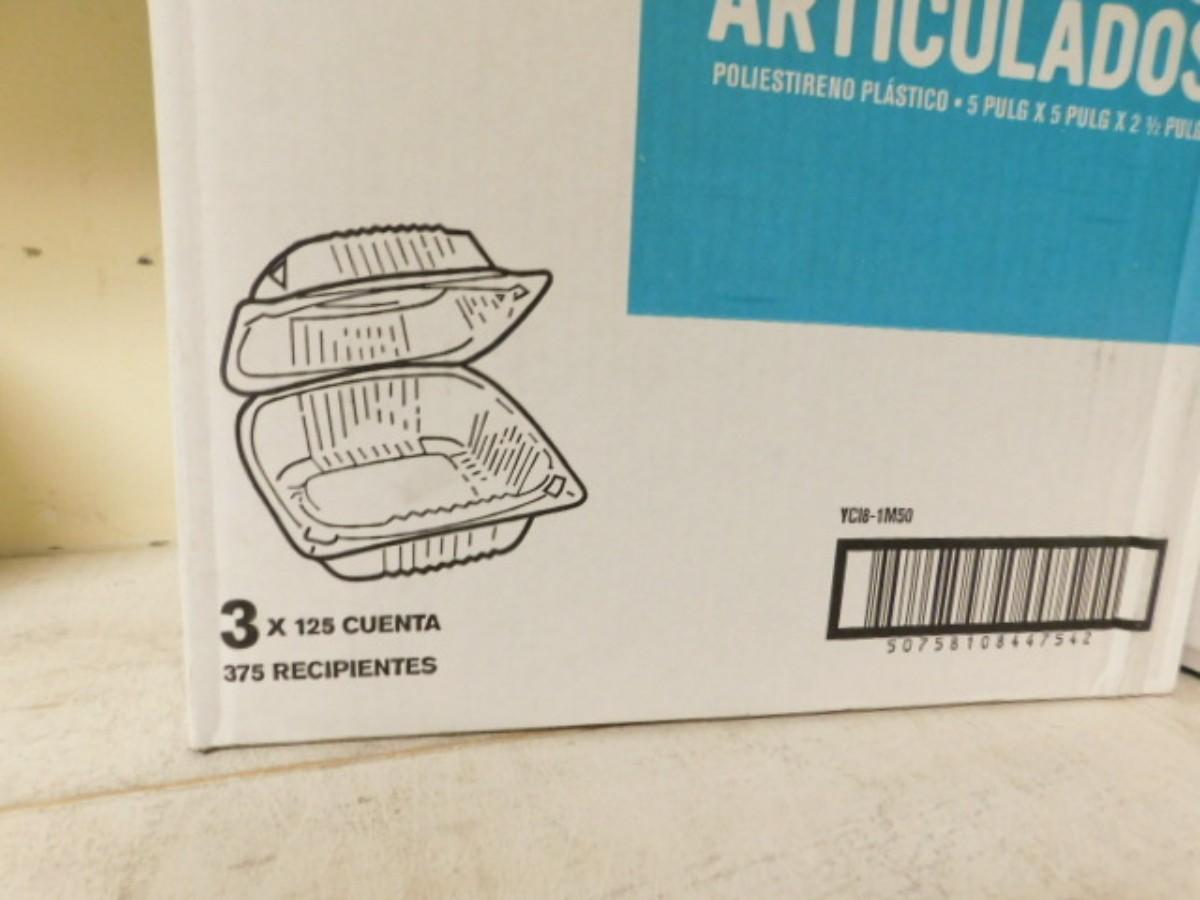 ARTICULADOS
POLIESTIRENO PLÁSTICO • 5 PULG X 5 PULG X 2 ½ PULG
YCI8-1M50
50758108447542
3 X 125 CUENTA
375 RECIPIENTES